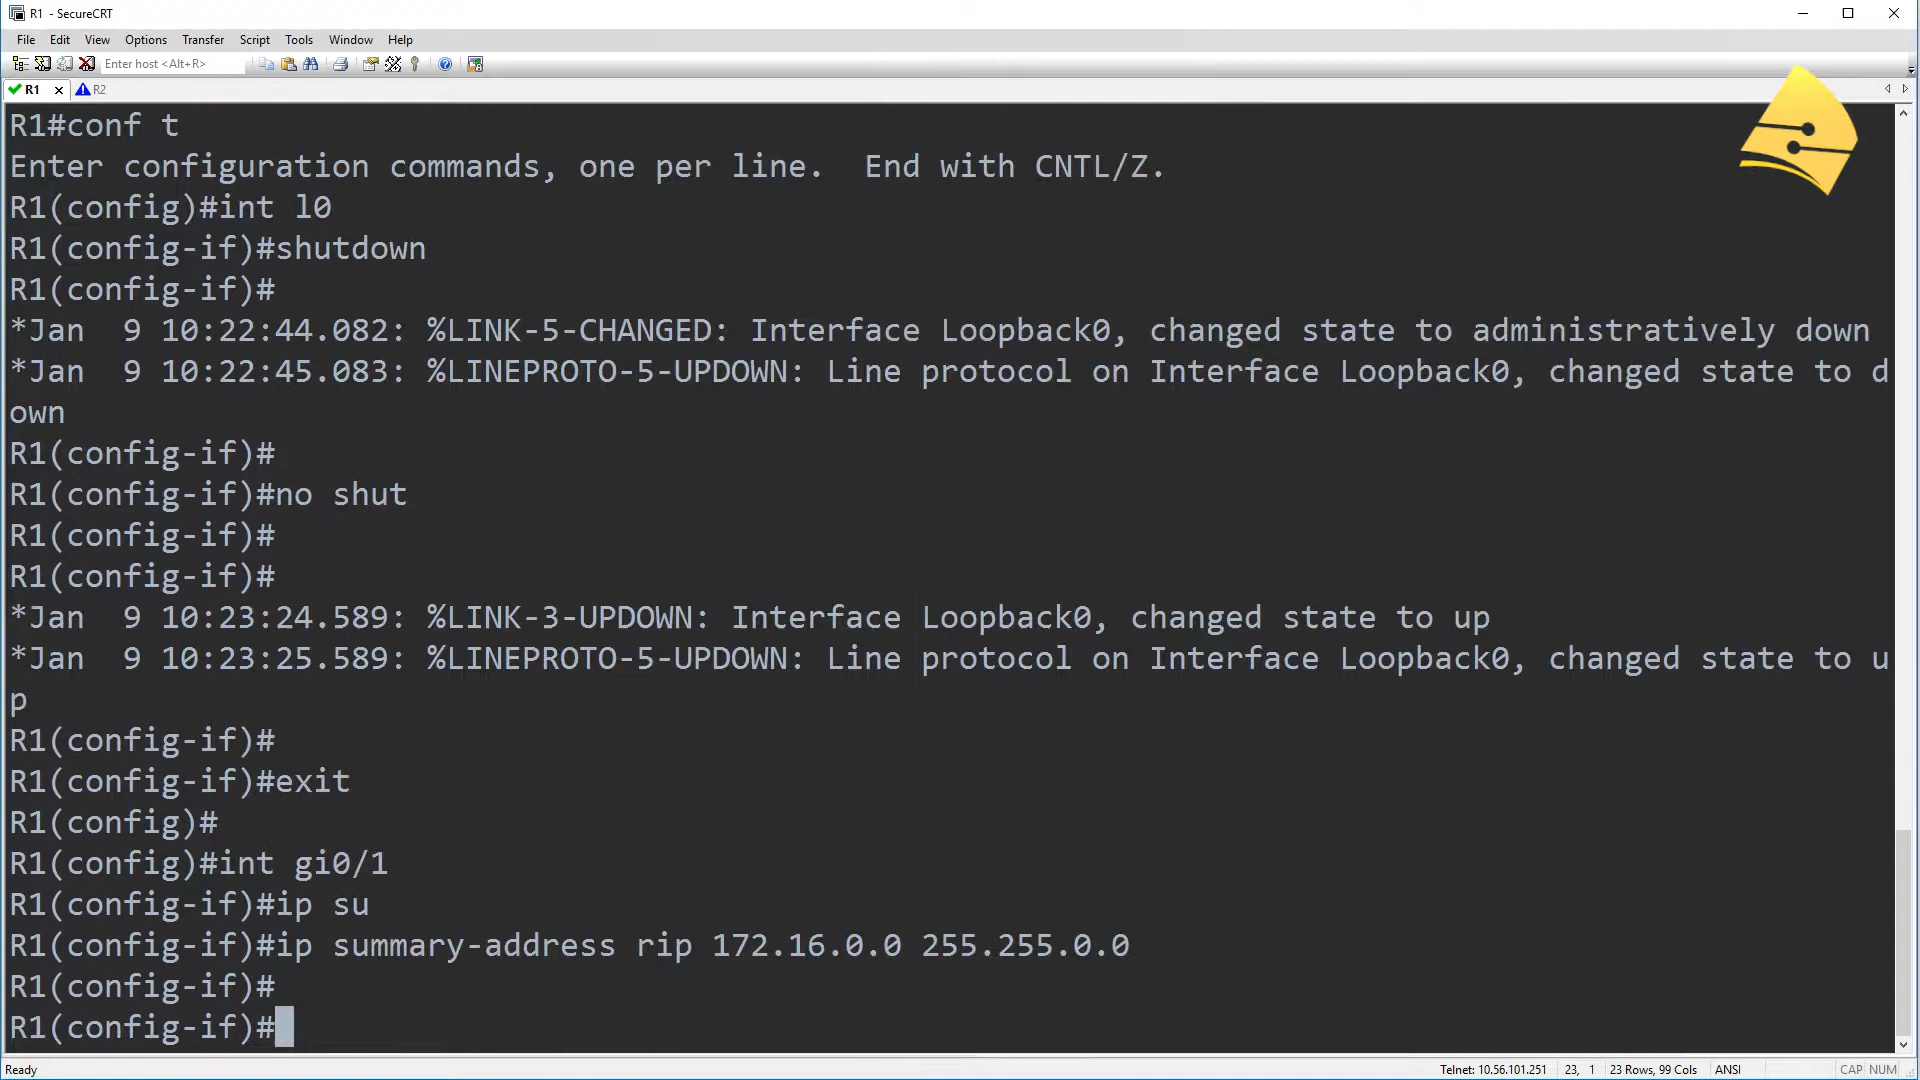 R1 - SecureCRT
File Edit View Options Transfer Script Tools Window Help
Enter host <Alt+R>
R1 R2
R1#conf t
Enter configuration commands, one per line.  End with CNTL/Z.
R1(config)#int l0
R1(config-if)#shutdown
R1(config-if)#
*Jan  9 10:22:44.082: %LINK-5-CHANGED: Interface Loopback0, changed state to administratively down
*Jan  9 10:22:45.083: %LINEPROTO-5-UPDOWN: Line protocol on Interface Loopback0, changed state to d
own
R1(config-if)#
R1(config-if)#no shut
R1(config-if)#
R1(config-if)#
*Jan  9 10:23:24.589: %LINK-3-UPDOWN: Interface Loopback0, changed state to up
*Jan  9 10:23:25.589: %LINEPROTO-5-UPDOWN: Line protocol on Interface Loopback0, changed state to u
p
R1(config-if)#
R1(config-if)#exit
R1(config)#
R1(config)#int gi0/1
R1(config-if)#ip su
R1(config-if)#ip summary-address rip 172.16.0.0 255.255.0.0
R1(config-if)#
R1(config-if)#
Ready Telnet: 10.56.101.251 23, 1 23 Rows, 99 Cols ANSI CAP NUM